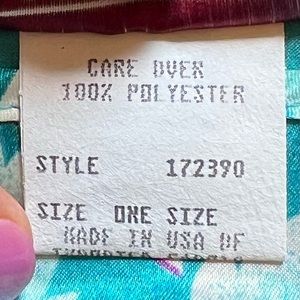 CARE OVER
100% POLYESTER
STYLE 172390
SIZE ONE SIZE
MADE IN USA OF